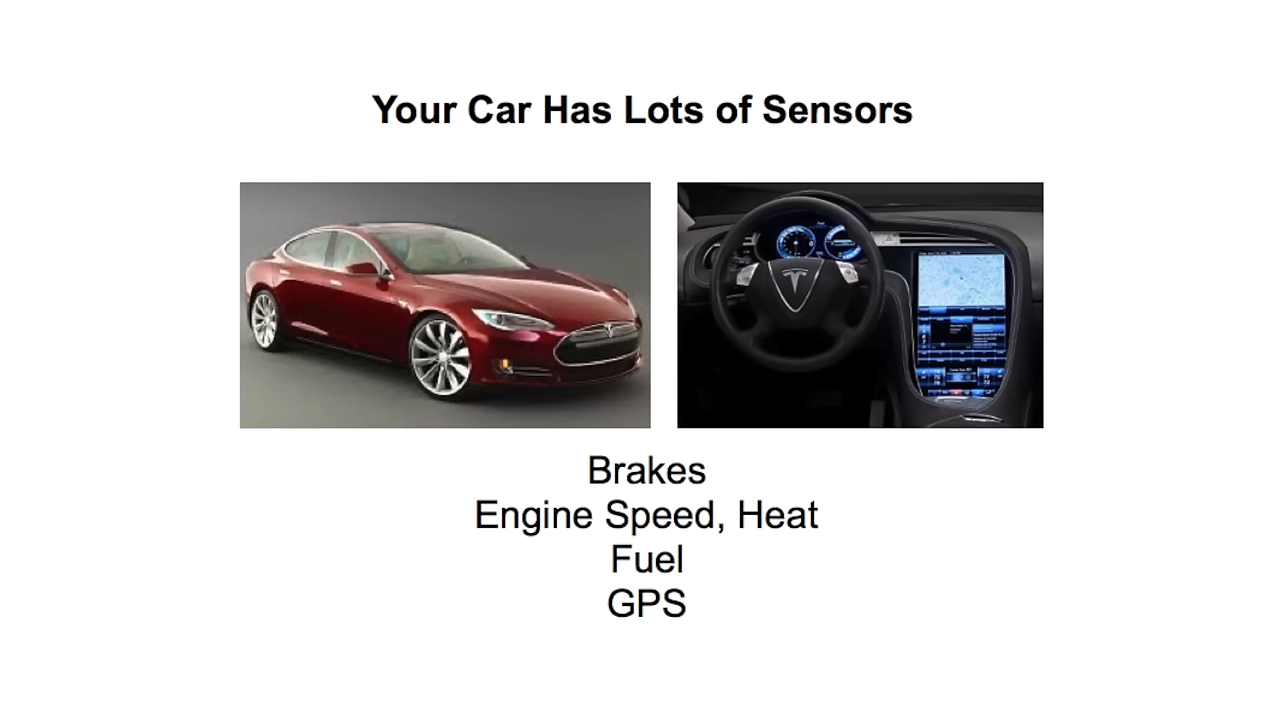 Your Car Has Lots of Sensors
Brakes
Engine Speed, Heat
Fuel
GPS